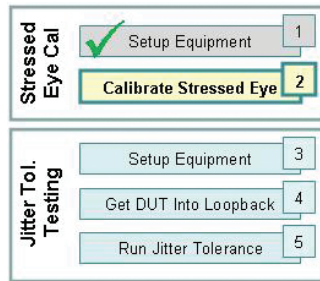 Stressed
Eye Cal
Setup Equipment
1
Calibrate Stressed Eye
2
Jitter Tol.
Testing
Setup Equipment
3
Get DUT Into Loopback
4
Run Jitter Tolerance
5